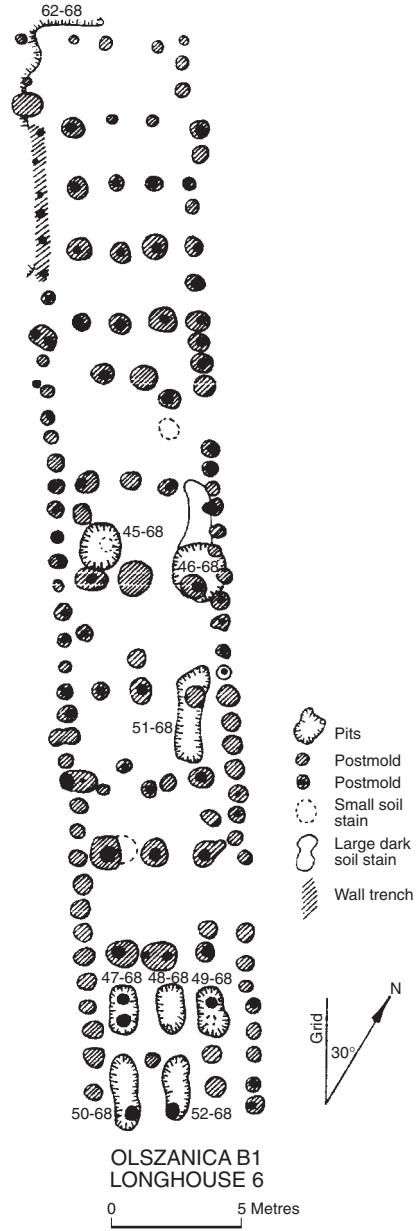 62-68
45-68
46-68
51-68
Pits
Postmold
Postmold
Small soil
stain
Large dark
soil stain
Wall trench
47-68 48-68 49-68
50-68 52-68
Grid
30°
N
OLSZANICA B1
LONGHOUSE 6
0 5 Metres